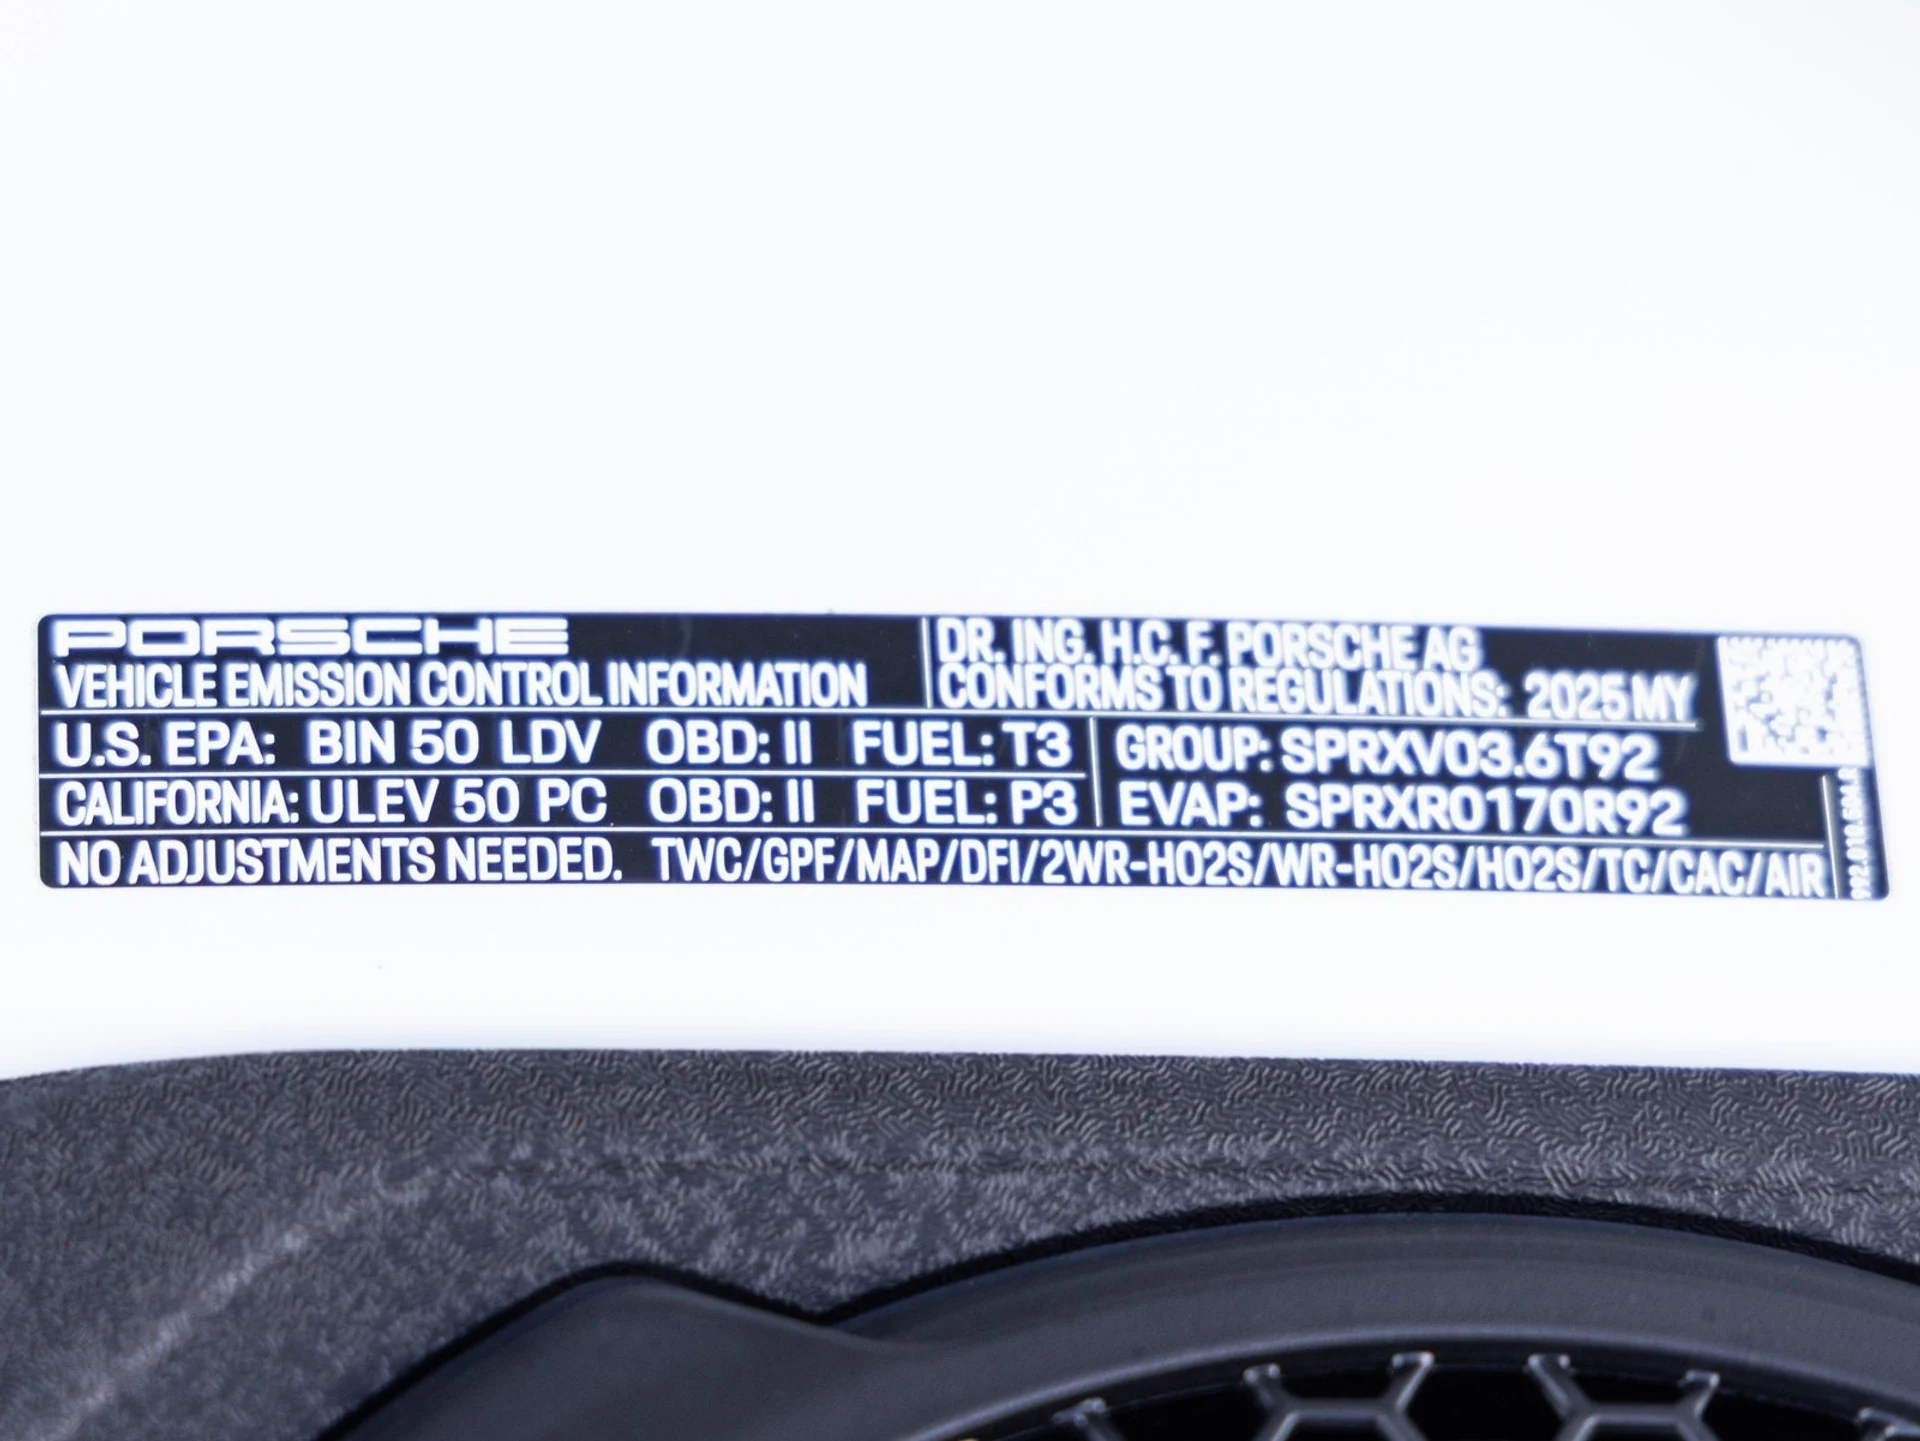 PORSCHE
VEHICLE EMISSION CONTROL INFORMATION
DR. ING. H.C. F. PORSCHE AG
CONFORMS TO REGULATIONS: 2025 MY
U.S. EPA: BIN 50 LDV OBD: II FUEL: T3
CALIFORNIA: ULEV 50 PC OBD: II FUEL: P3
GROUP: SPRXV03.6T92
EVAP: SPRXR0170R92
NO ADJUSTMENTS NEEDED. TWC/GPF/MAP/DFI/2WR-HO2S/WR-HO2S/HO2S/TC/CAC/AIR